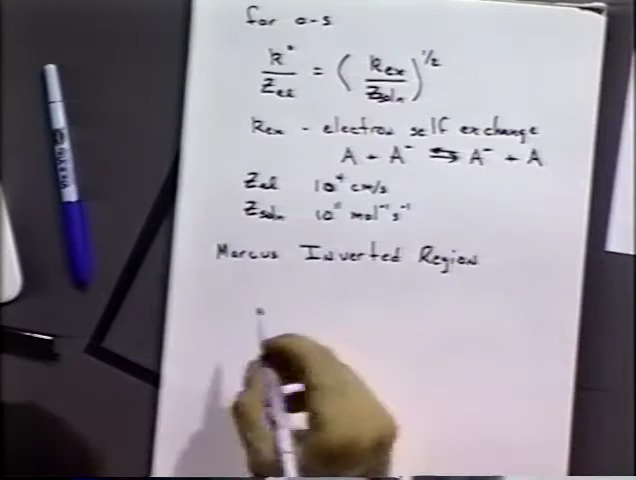 for o-s
k° / Zel = ( kex / Zsoln )^1/2
kex - electron self exchange
A + A⁻ ⇆ A⁻ + A
Zel 10⁴ cm/s
Zsoln 10¹¹ mol⁻¹ s⁻¹
Marcus Inverted Region